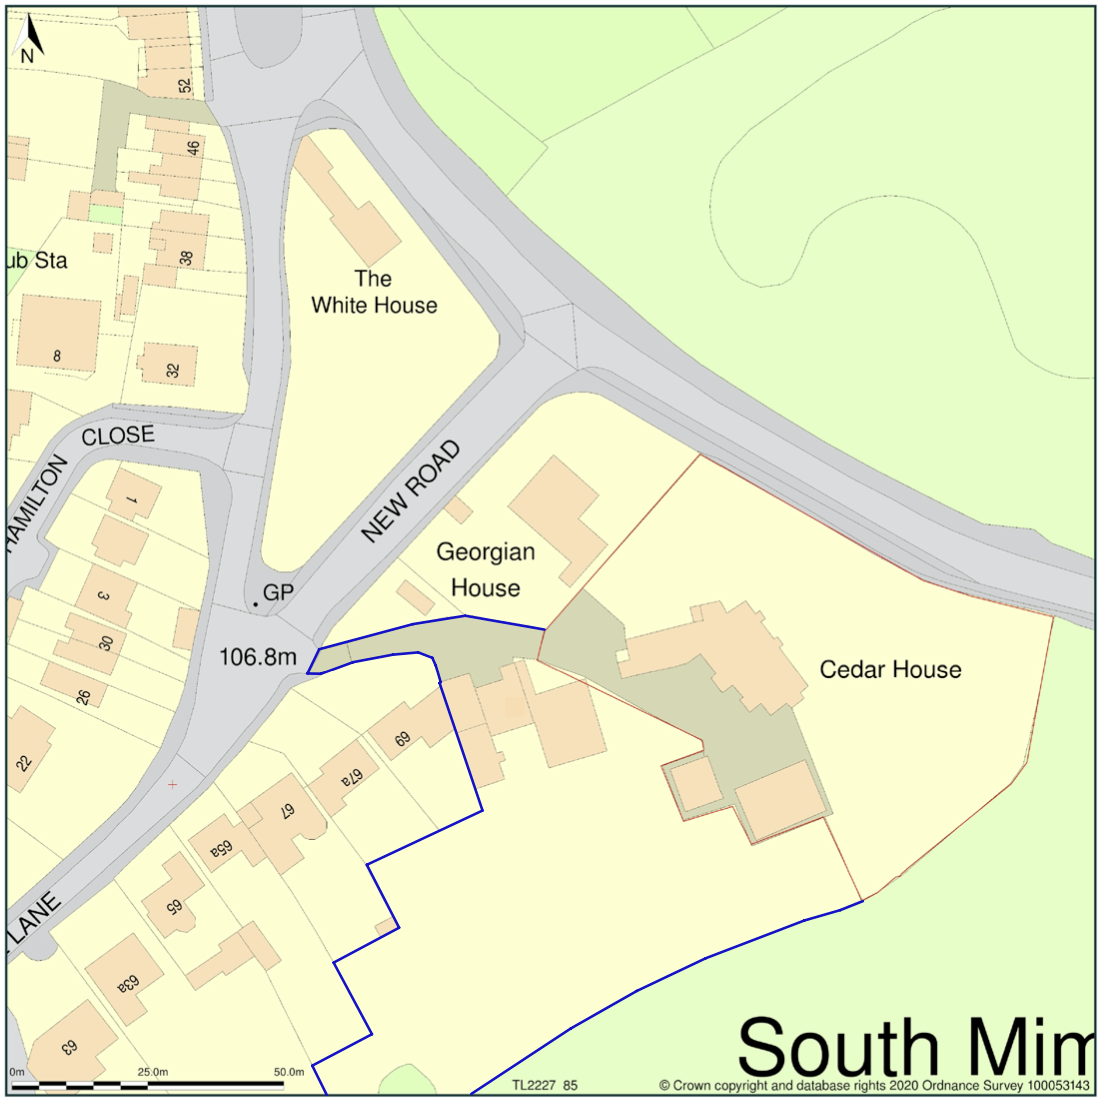 N
52
46
38
ub Sta
The
White House
8
32
CLOSE
HAMILTON
NEW ROAD
1
Georgian
House
3
GP
30
106.8m
Cedar House
26
22
69
67a
67
65a
65
LANE
63a
63
South Mim
0m
25.0m
50.0m
TL2227 85
© Crown copyright and database rights 2020 Ordnance Survey 100053143